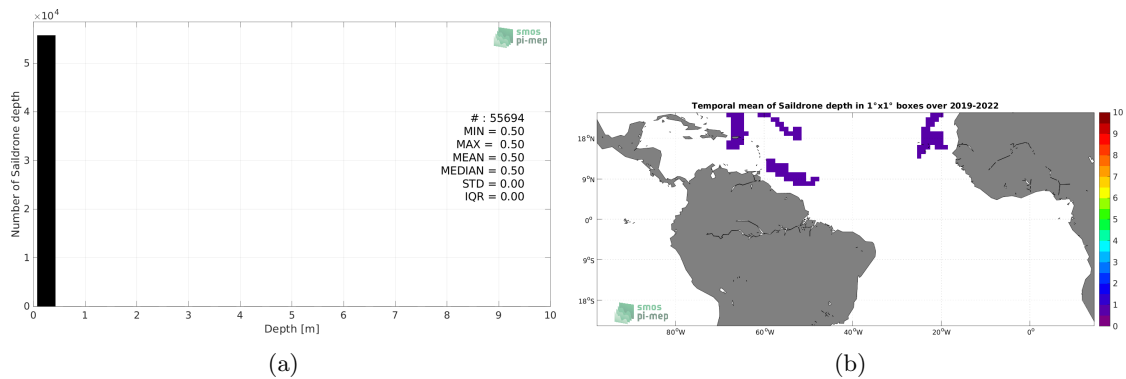 ×10⁴
5
4
3
2
1
0
Number of Saildrone depth
0 1 2 3 4 5 6 7 8 9 10
Depth [m]
smos
pi-mep
# : 55694
MIN = 0.50
MAX = 0.50
MEAN = 0.50
MEDIAN = 0.50
STD = 0.00
IQR = 0.00
(a)
Temporal mean of Saildrone depth in 1°x1° boxes over 2019-2022
18°N
9°N
0°
9°S
18°S
80°W 60°W 40°W 20°W 0°
smos
pi-mep
10
9
8
7
6
5
4
3
2
1
0
(b)